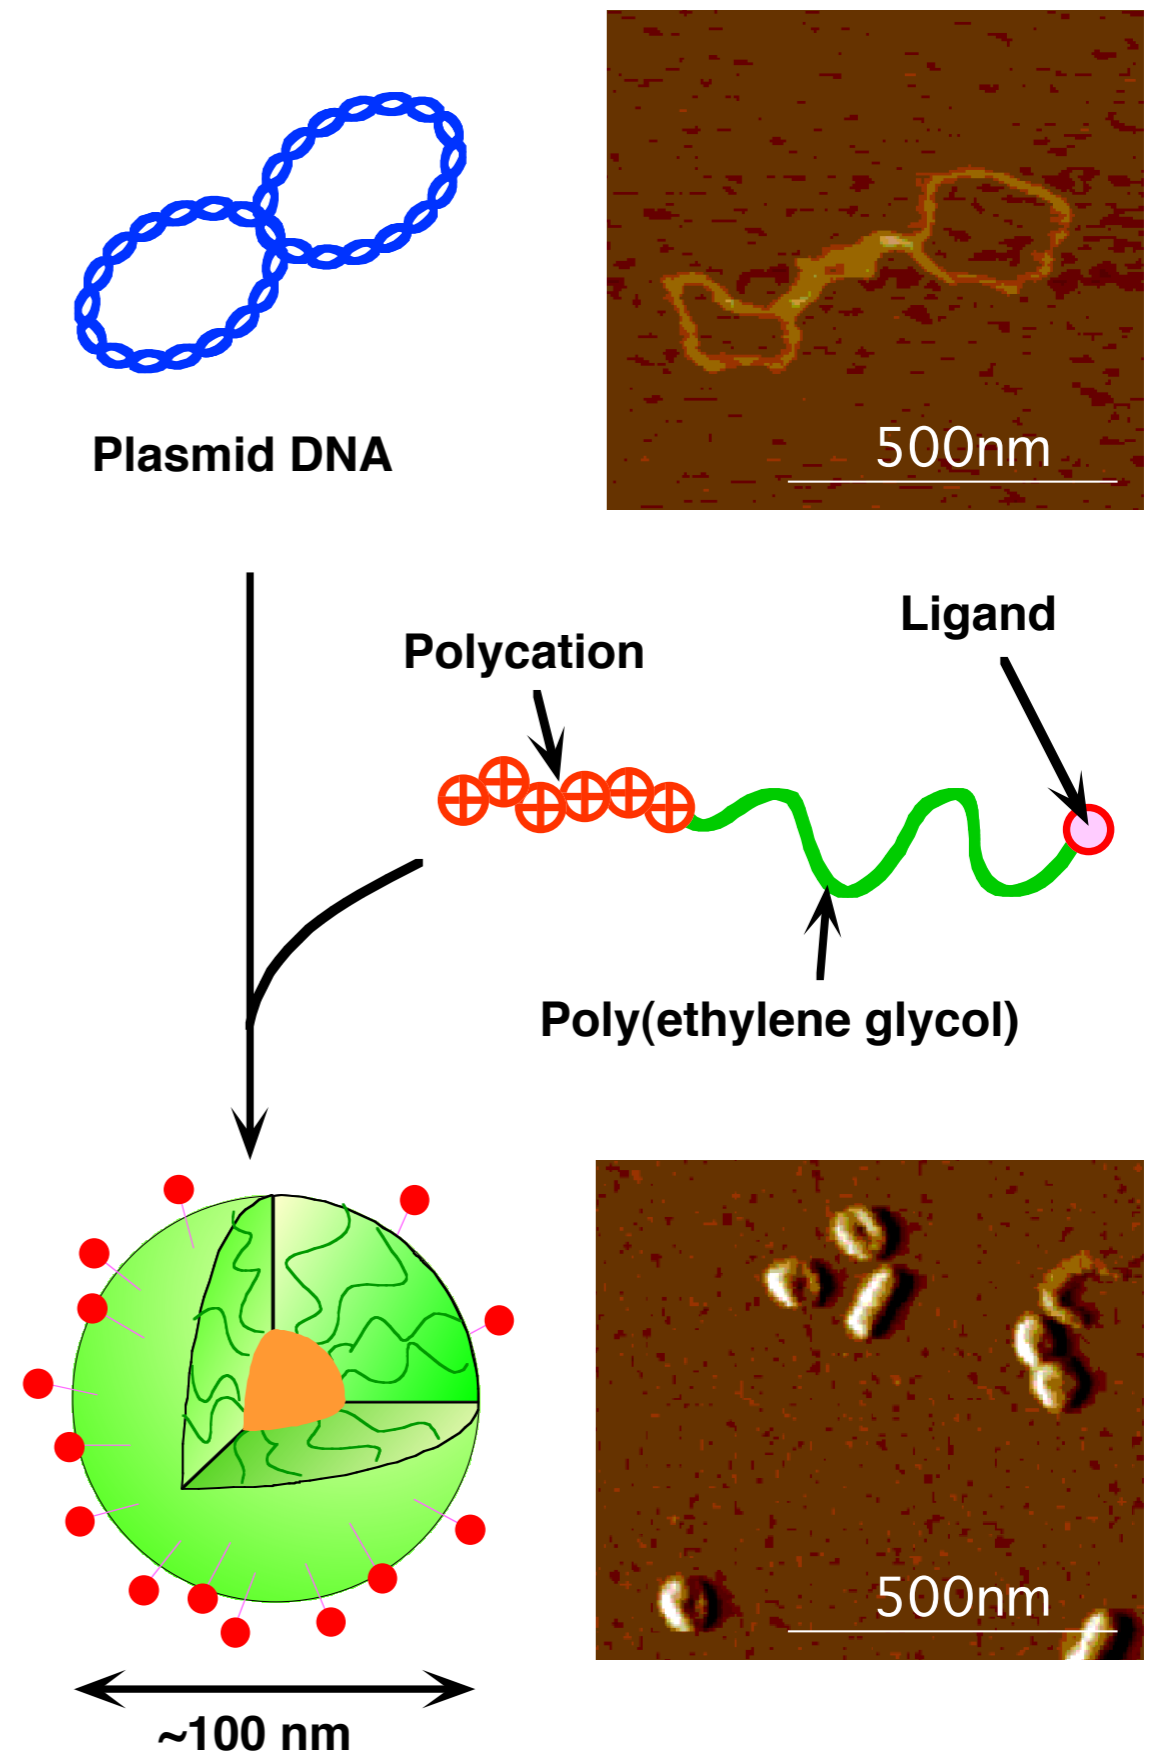 Plasmid DNA
500nm
Ligand
Polycation
Poly(ethylene glycol)
500nm
~100 nm